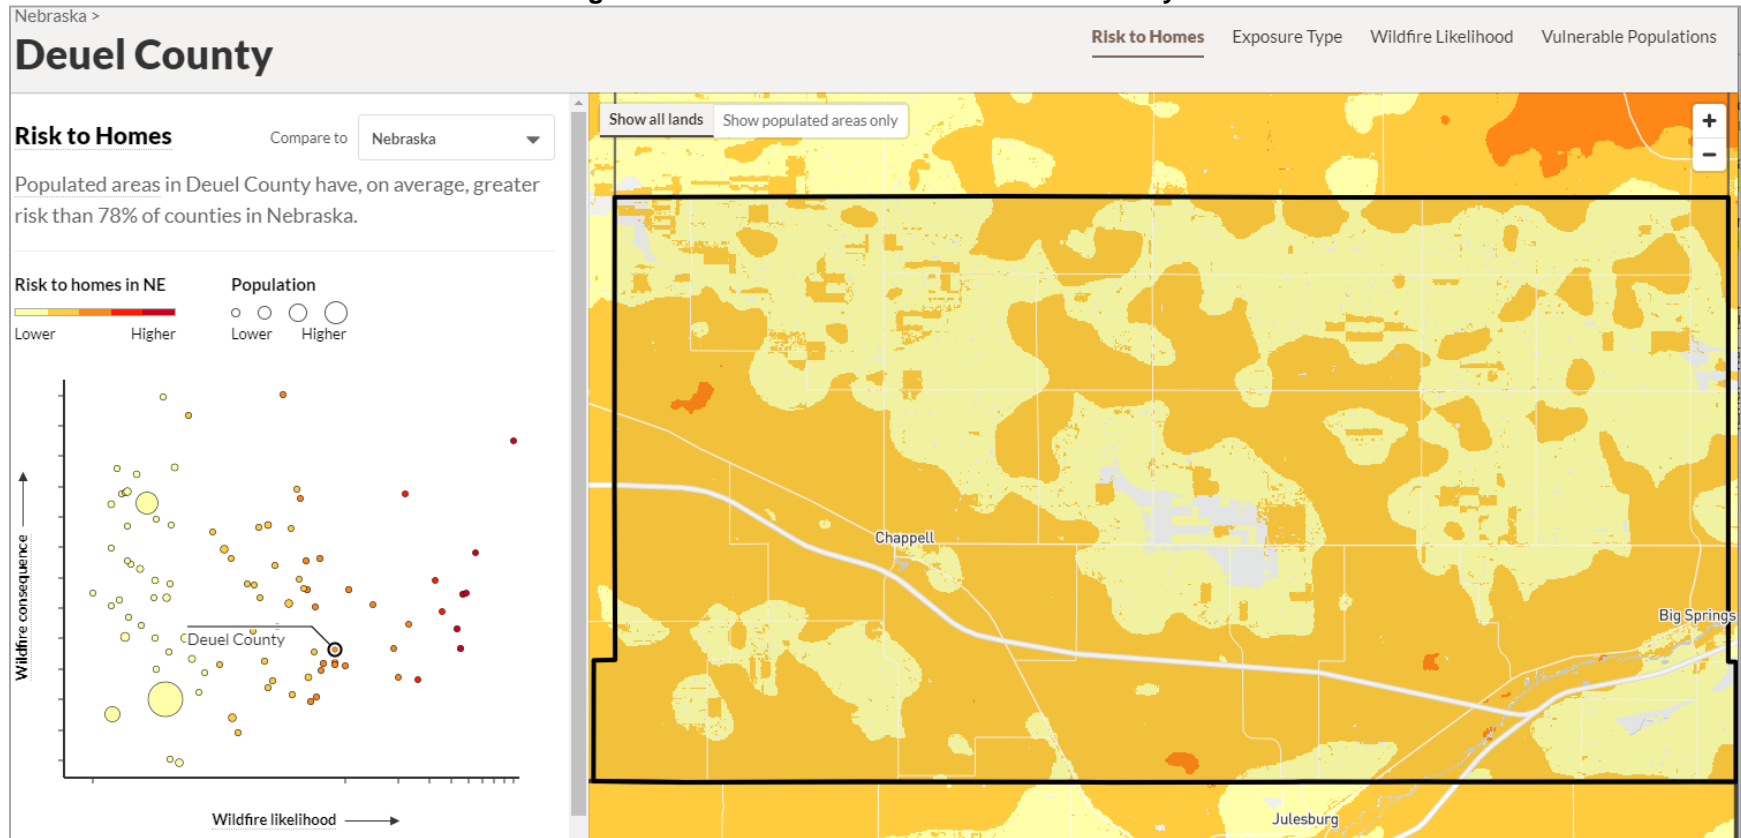 Nebraska >
Deuel County
Risk to Homes
Exposure Type
Wildfire Likelihood
Vulnerable Populations
Risk to Homes
Compare to
Nebraska
Populated areas in Deuel County have, on average, greater
risk than 78% of counties in Nebraska.
Risk to homes in NE
Population
Lower
Higher
Lower
Higher
Wildfire consequence
Deuel County
Wildfire likelihood
Show all lands
Show populated areas only
+
−
Chappell
Big Springs
Julesburg